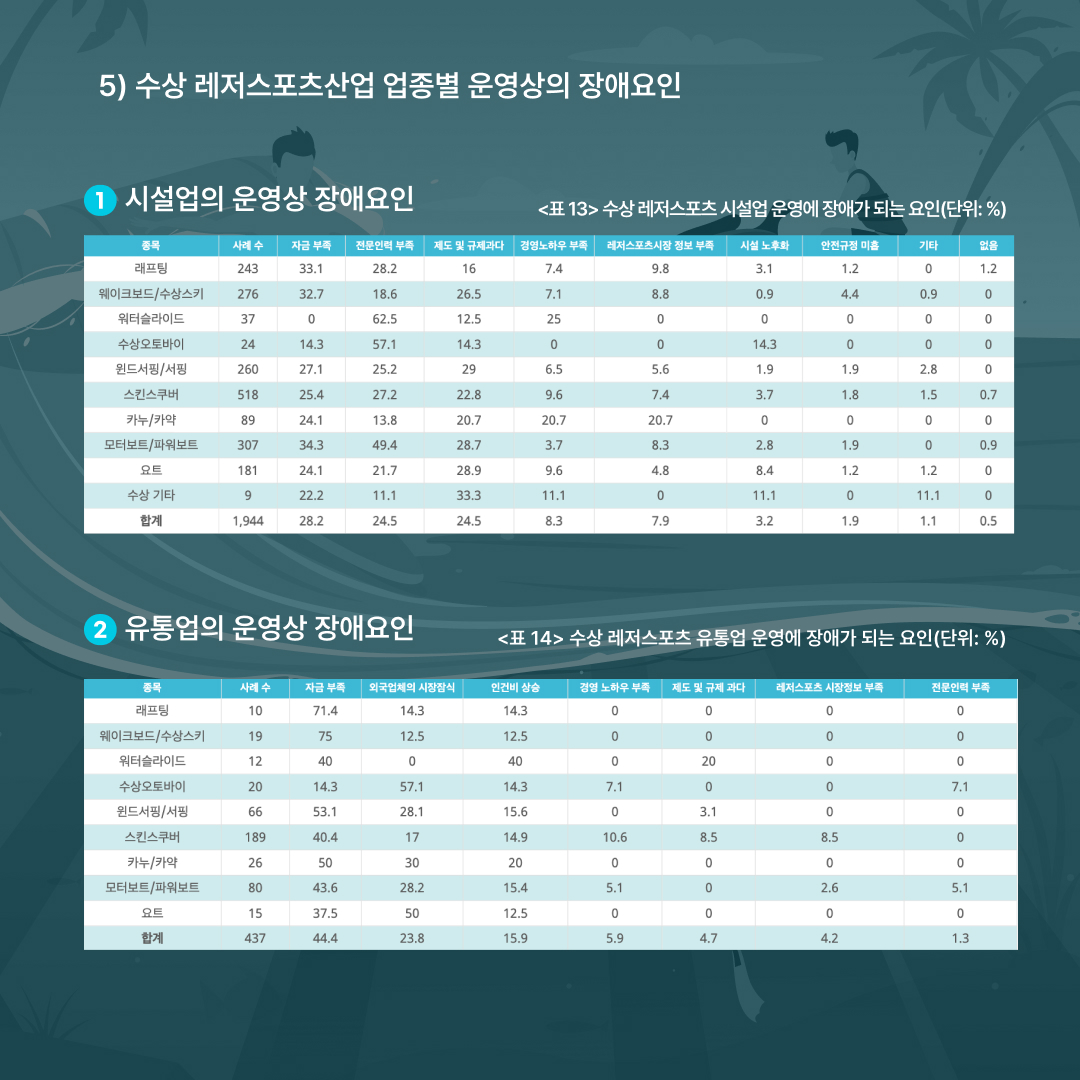 5) 수상 레저스포츠산업 업종별 운영상의 장애요인
1 시설업의 운영상 장애요인
<표 13> 수상 레저스포츠 시설업 운영에 장애가 되는 요인(단위: %)
종목 사례 수 자금 부족 전문인력 부족 제도 및 규제과다 경영노하우 부족 레저스포츠시장 정보 부족 시설 노후화 안전규정 미흡 기타 없음
래프팅 243 33.1 28.2 16 7.4 9.8 3.1 1.2 0 1.2
웨이크보드/수상스키 276 32.7 18.6 26.5 7.1 8.8 0.9 4.4 0.9 0
워터슬라이드 37 0 62.5 12.5 25 0 0 0 0 0
수상오토바이 24 14.3 57.1 14.3 0 0 14.3 0 0 0
윈드서핑/서핑 260 27.1 25.2 29 6.5 5.6 1.9 1.9 2.8 0
스킨스쿠버 518 25.4 27.2 22.8 9.6 7.4 3.7 1.8 1.5 0.7
카누/카약 89 24.1 13.8 20.7 20.7 20.7 0 0 0 0
모터보트/파워보트 307 34.3 49.4 28.7 3.7 8.3 2.8 1.9 0 0.9
요트 181 24.1 21.7 28.9 9.6 4.8 8.4 1.2 1.2 0
수상 기타 9 22.2 11.1 33.3 11.1 0 11.1 0 11.1 0
합계 1,944 28.2 24.5 24.5 8.3 7.9 3.2 1.9 1.1 0.5
2 유통업의 운영상 장애요인
<표 14> 수상 레저스포츠 유통업 운영에 장애가 되는 요인(단위: %)
종목 사례 수 자금 부족 외국업체의 시장잠식 인건비 상승 경영 노하우 부족 제도 및 규제 과다 레저스포츠 시장정보 부족 전문인력 부족
래프팅 10 71.4 14.3 14.3 0 0 0 0
웨이크보드/수상스키 19 75 12.5 12.5 0 0 0 0
워터슬라이드 12 40 0 40 0 20 0 0
수상오토바이 20 14.3 57.1 14.3 7.1 0 0 7.1
윈드서핑/서핑 66 53.1 28.1 15.6 0 3.1 0 0
스킨스쿠버 189 40.4 17 14.9 10.6 8.5 8.5 0
카누/카약 26 50 30 20 0 0 0 0
모터보트/파워보트 80 43.6 28.2 15.4 5.1 0 2.6 5.1
요트 15 37.5 50 12.5 0 0 0 0
합계 437 44.4 23.8 15.9 5.9 4.7 4.2 1.3